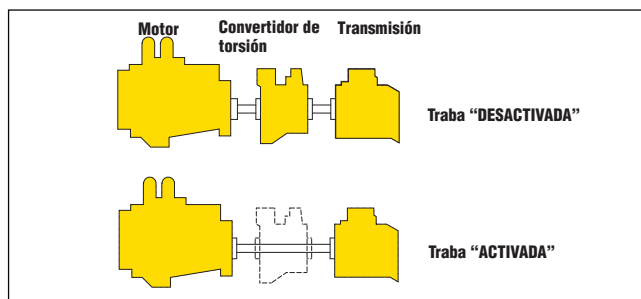 Motor
Convertidor de
torsión
Transmisión
Traba “DESACTIVADA”
Traba “ACTIVADA”